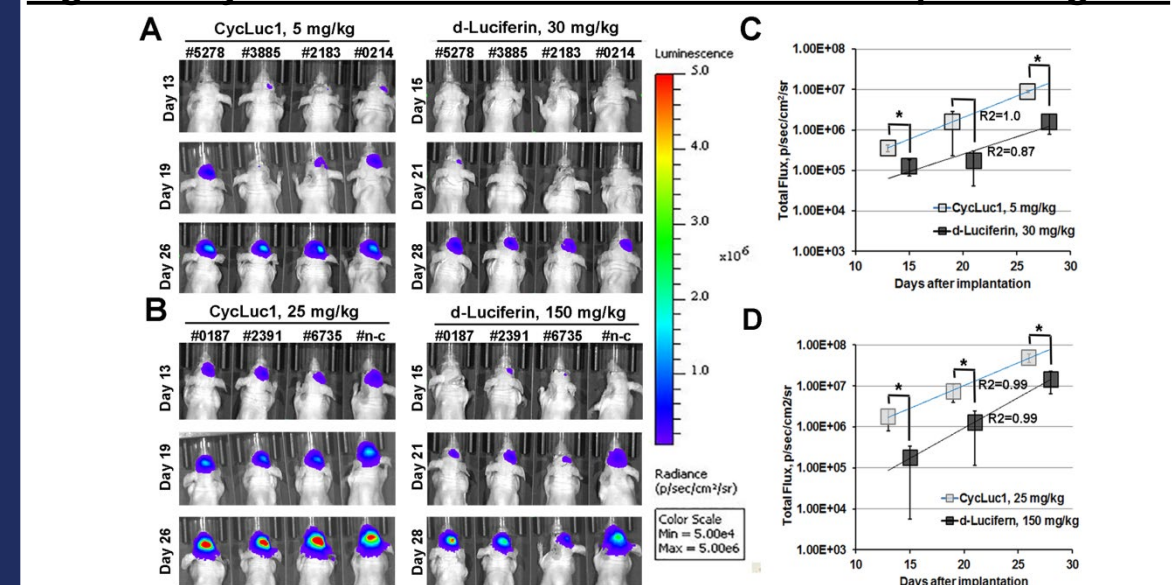 A
CycLuc1, 5 mg/kg
#5278 #3885 #2183 #0214
Day 13
Day 19
Day 26
d-Luciferin, 30 mg/kg
#5278 #3885 #2183 #0214
Day 15
Day 21
Day 28
B
CycLuc1, 25 mg/kg
#0187 #2391 #6735 #n-c
Day 13
Day 19
Day 26
d-Luciferin, 150 mg/kg
#0187 #2391 #6735 #n-c
Day 15
Day 21
Day 28
Luminescence
5.0
4.0
3.0
x10⁶
2.0
1.0
Radiance
(p/sec/cm²/sr)
Color Scale
Min = 5.00e4
Max = 5.00e6
C
Total Flux, p/sec/cm²/sr
1.00E+08
1.00E+07
1.00E+06
1.00E+05
1.00E+04
1.00E+03
*
*
R2=1.0
R2=0.87
CycLuc1, 5 mg/kg
d-Luciferin, 30 mg/kg
10 15 20 25 30
Days after implantation
D
Total Flux, p/sec/cm2/sr
1.00E+08
1.00E+07
1.00E+06
1.00E+05
1.00E+04
1.00E+03
*
*
*
R2=0.99
R2=0.99
CycLuc1, 25 mg/kg
d-Lucifern, 150 mg/kg
10 15 20 25 30
Days after implantation